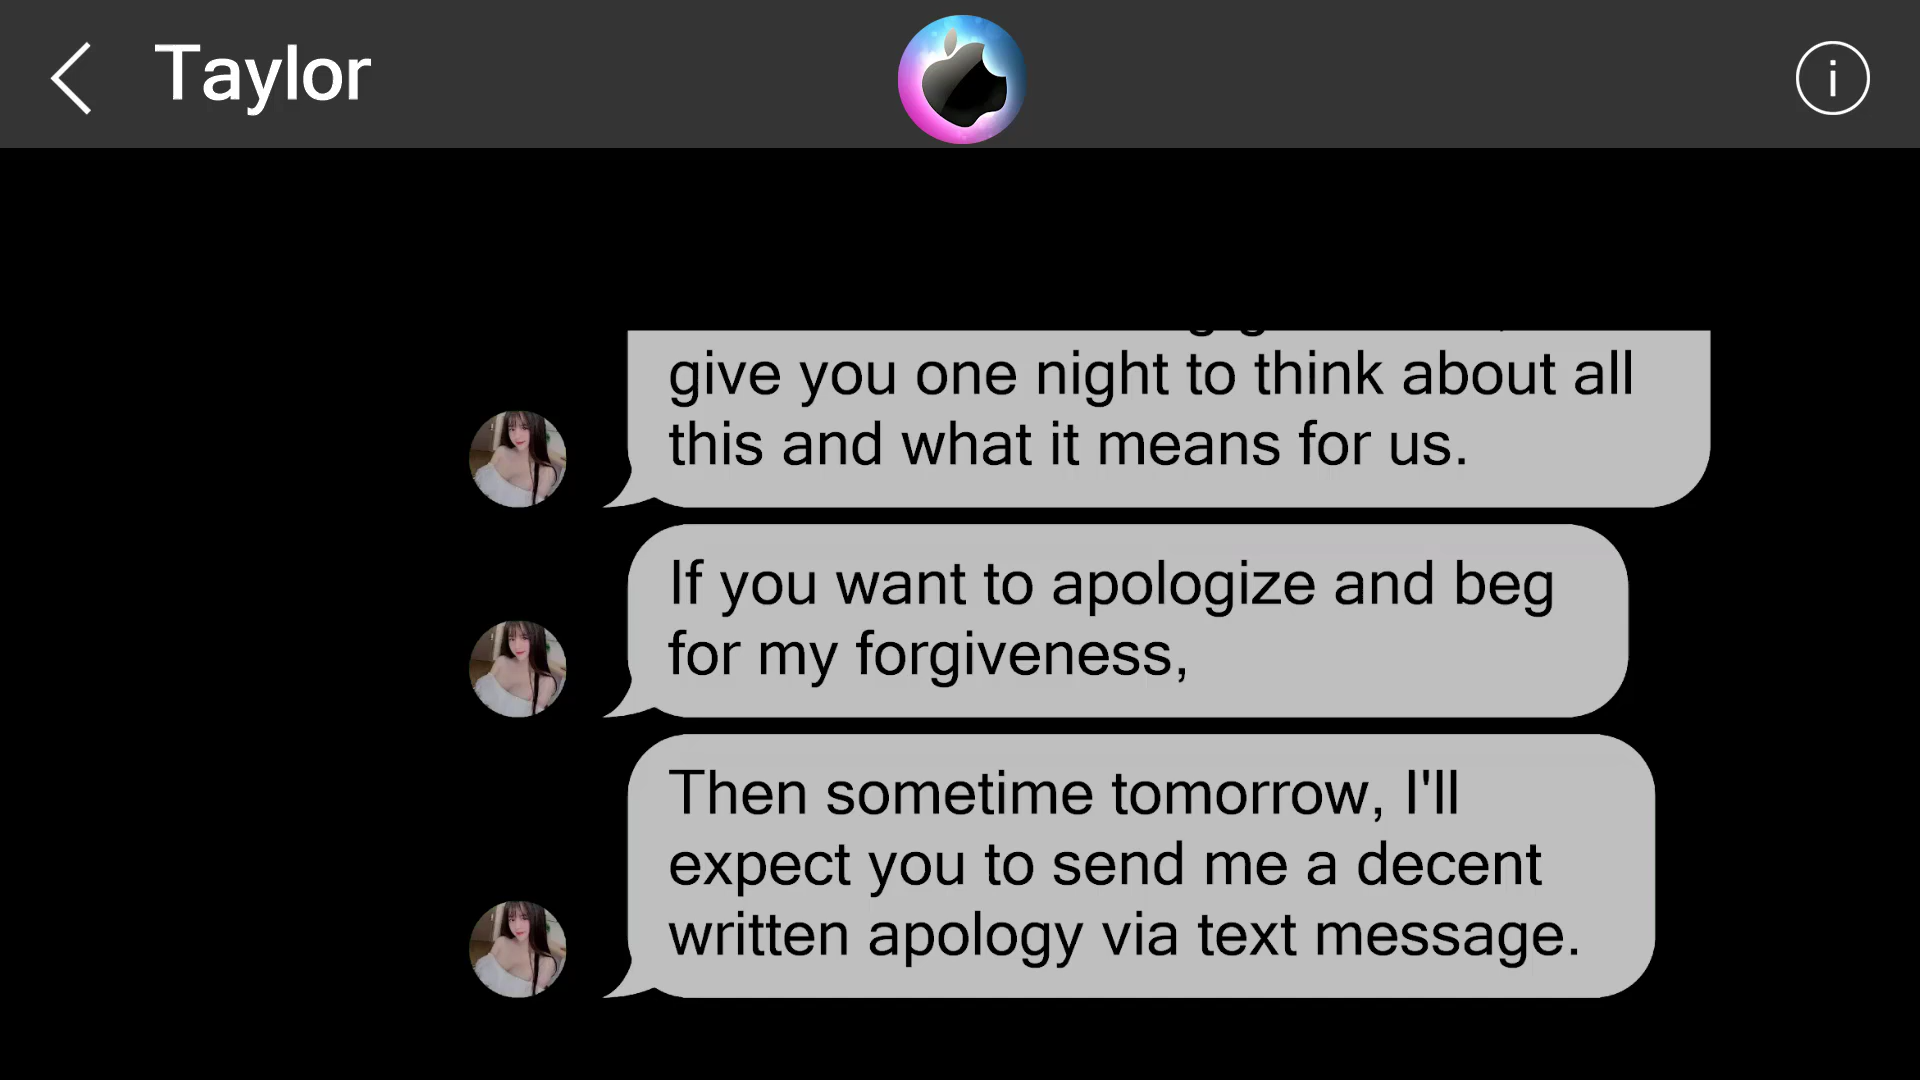 Taylor
i
give you one night to think about all
this and what it means for us.
If you want to apologize and beg
for my forgiveness,
Then sometime tomorrow, I'll
expect you to send me a decent
written apology via text message.